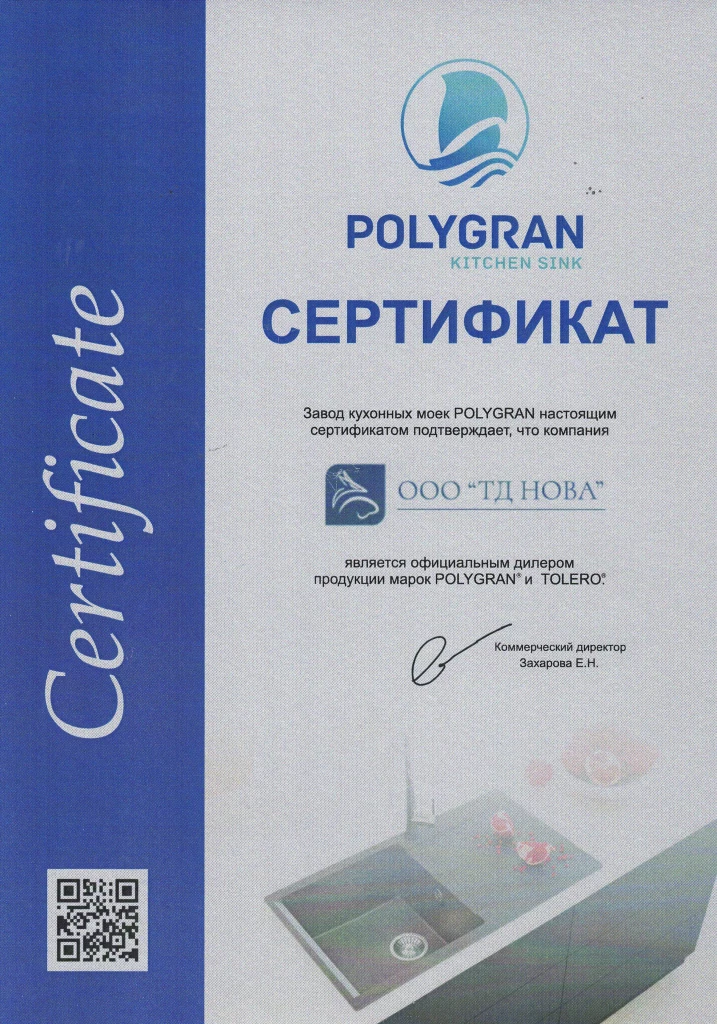 Certificate
POLYGRAN
KITCHEN SINK
СЕРТИФИКАТ
Завод кухонных моек POLYGRAN настоящим
сертификатом подтверждает, что компания
ООО “ТД НОВА”
является официальным дилером
продукции марок POLYGRAN® и TOLERO®.
Коммерческий директор
Захарова Е.Н.